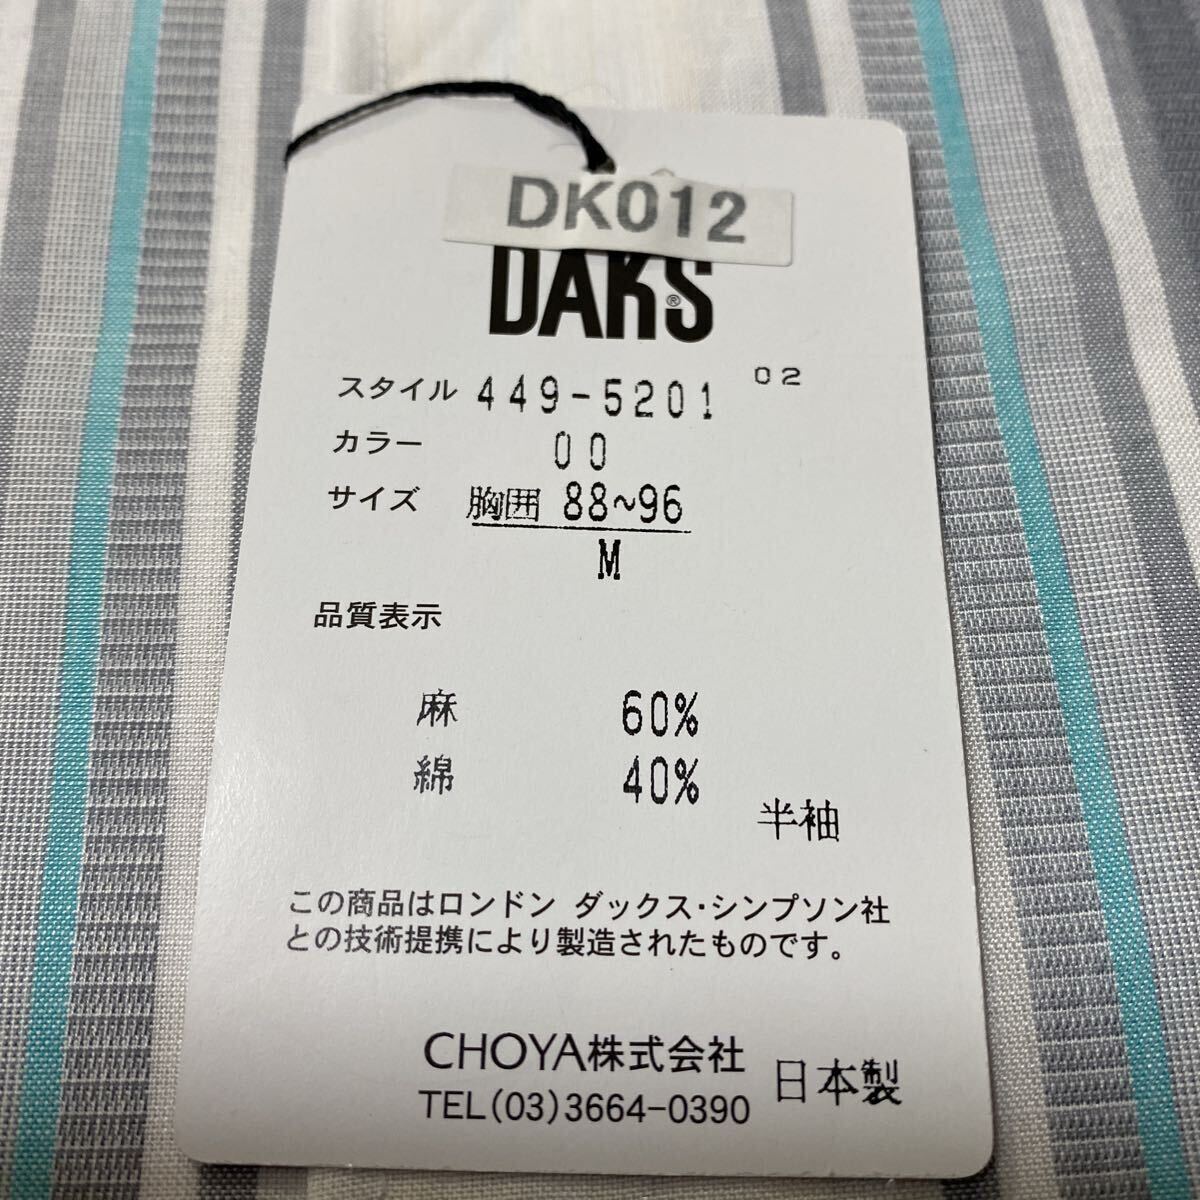 DK012
DAKS®
スタイル 449-5201 02
カラー 00
サイズ 胸囲 88~96
M
品質表示
麻 60%
綿 40%
半袖
この商品はロンドン ダックス・シンプソン社
との技術提携により製造されたものです。
CHOYA株式会社
TEL(03)3664-0390
日本製